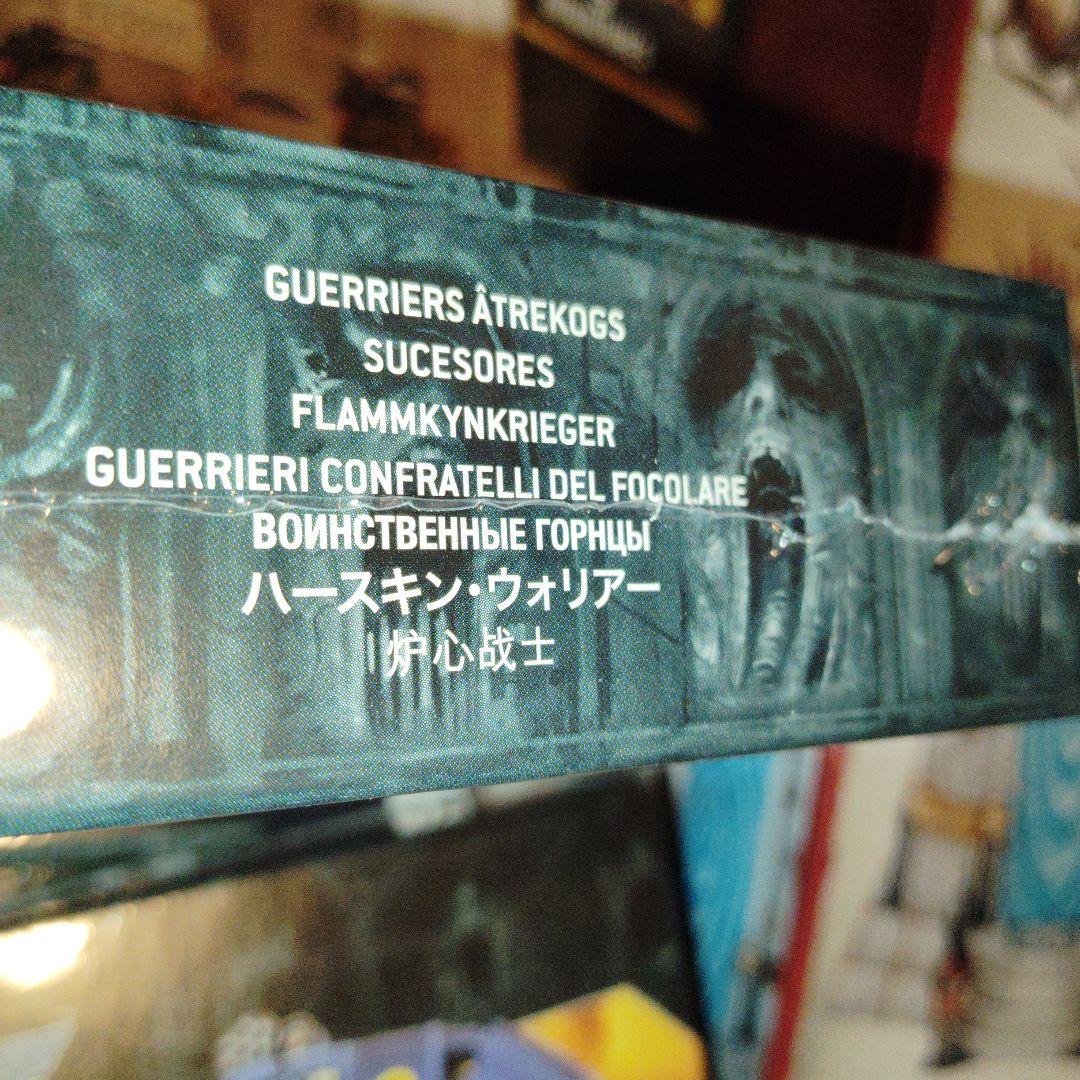 GUERRIERS ÂTREKOGS
SUCESORES
FLAMMKYNKRIEGER
GUERRIERI CONFRATELLI DEL FOCOLARE
ВОИНСТВЕННЫЕ ГОРНЦЫ
ハースキン・ウォリアー
炉心战士